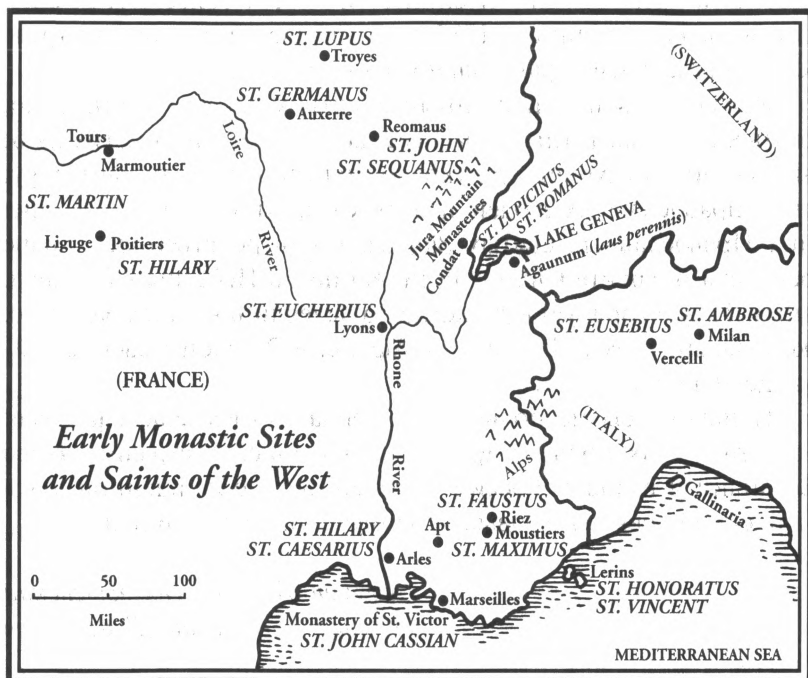 ST. LUPUS
Troyes
ST. GERMANUS
Auxerre
Reomaus
ST. JOHN
ST. SEQUANUS
(SWITZERLAND)
Tours
Marmoutier
Loire
River
ST. MARTIN
Liguge
Poitiers
ST. HILARY
Jura Mountain
Monasteries
Condat
ST. LUPICINUS
ST. ROMANUS
LAKE GENEVA
Agaunum (laus perennis)
ST. EUCHERIUS
Lyons
Rhone
River
ST. EUSEBIUS
Vercelli
ST. AMBROSE
Milan
(FRANCE)
(ITALY)
Alps
Early Monastic Sites
and Saints of the West
Gallinaria
ST. FAUSTUS
Riez
Moustiers
ST. MAXIMUS
Apt
ST. HILARY
ST. CAESARIUS
Arles
Lerins
ST. HONORATUS
ST. VINCENT
Marseilles
Monastery of St. Victor
ST. JOHN CASSIAN
0 50 100
Miles
MEDITERRANEAN SEA